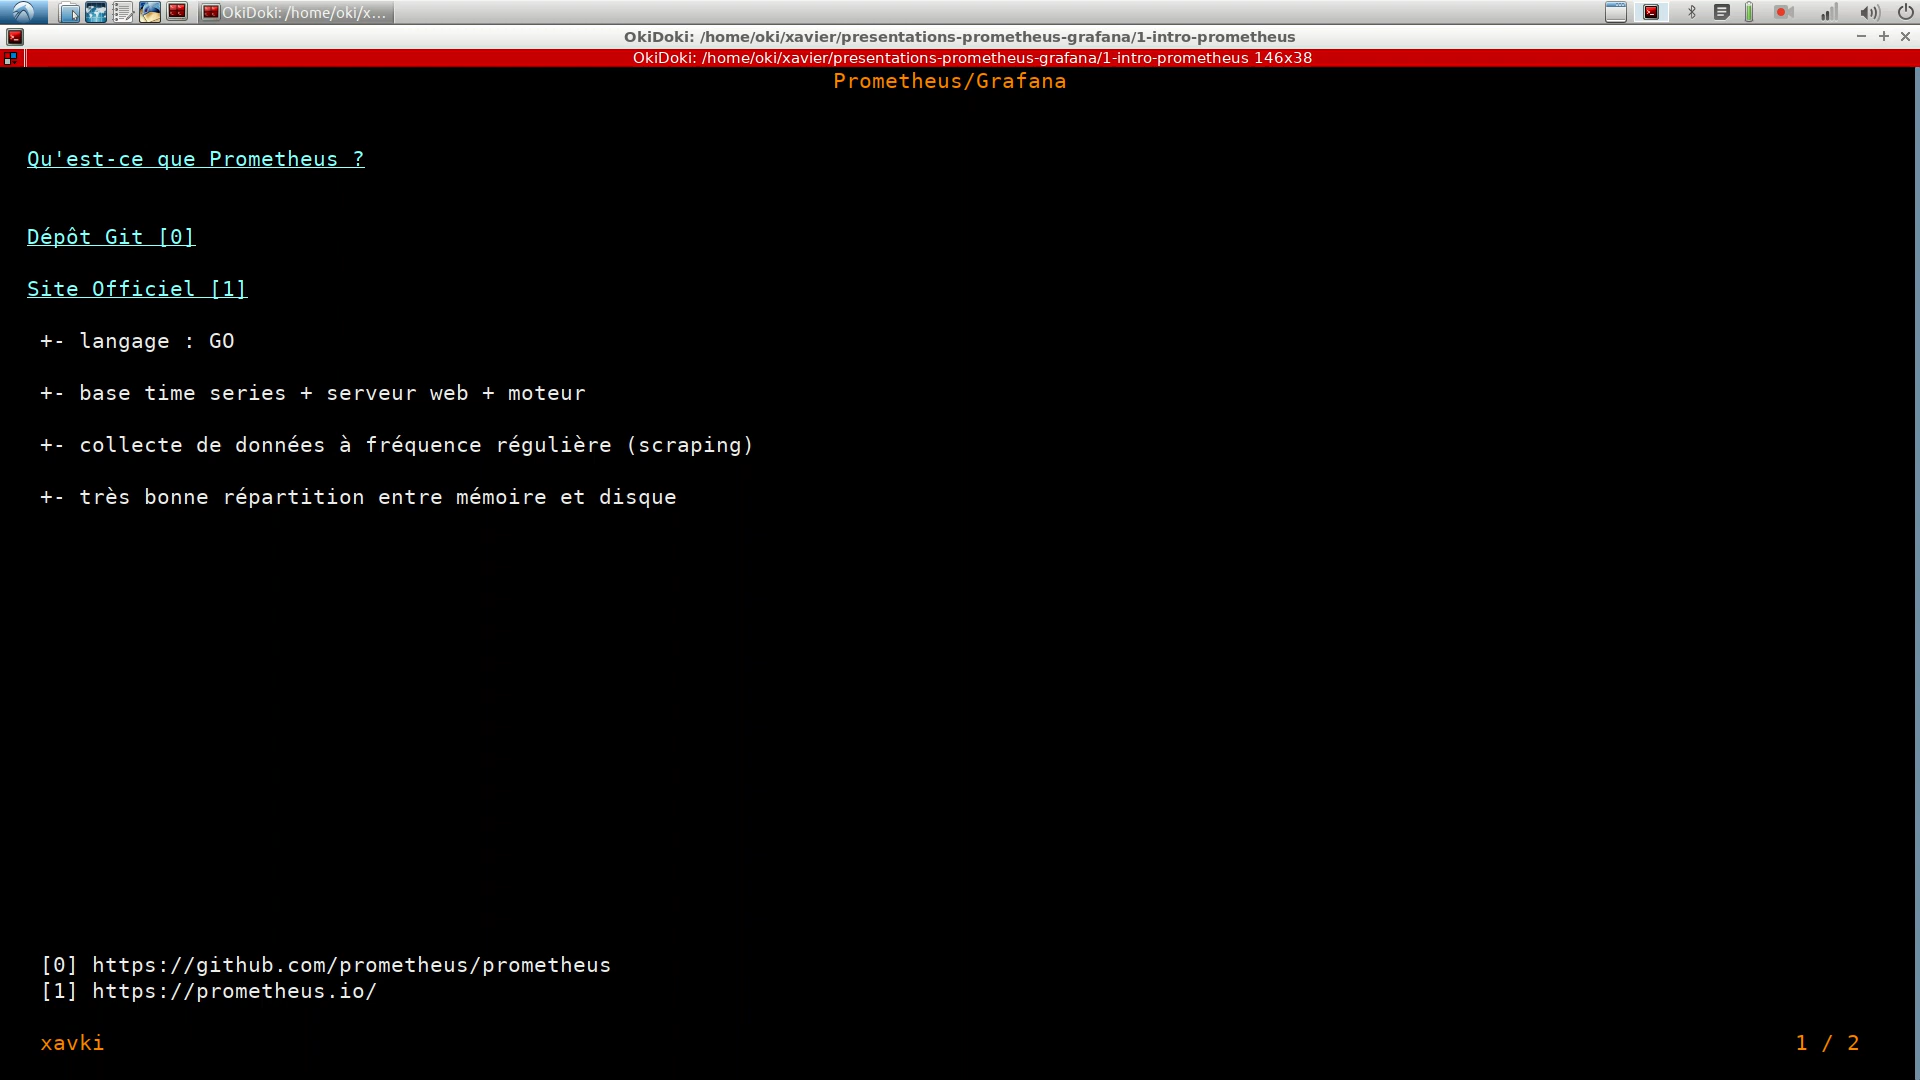 OkiDoki: /home/oki/x...
OkiDoki: /home/oki/xavier/presentations-prometheus-grafana/1-intro-prometheus
OkiDoki: /home/oki/xavier/presentations-prometheus-grafana/1-intro-prometheus 146x38
Prometheus/Grafana
Qu'est-ce que Prometheus ?
Dépôt Git [0]
Site Officiel [1]
+- langage : GO
+- base time series + serveur web + moteur
+- collecte de données à fréquence régulière (scraping)
+- très bonne répartition entre mémoire et disque
[0] https://github.com/prometheus/prometheus
[1] https://prometheus.io/
xavki
1 / 2